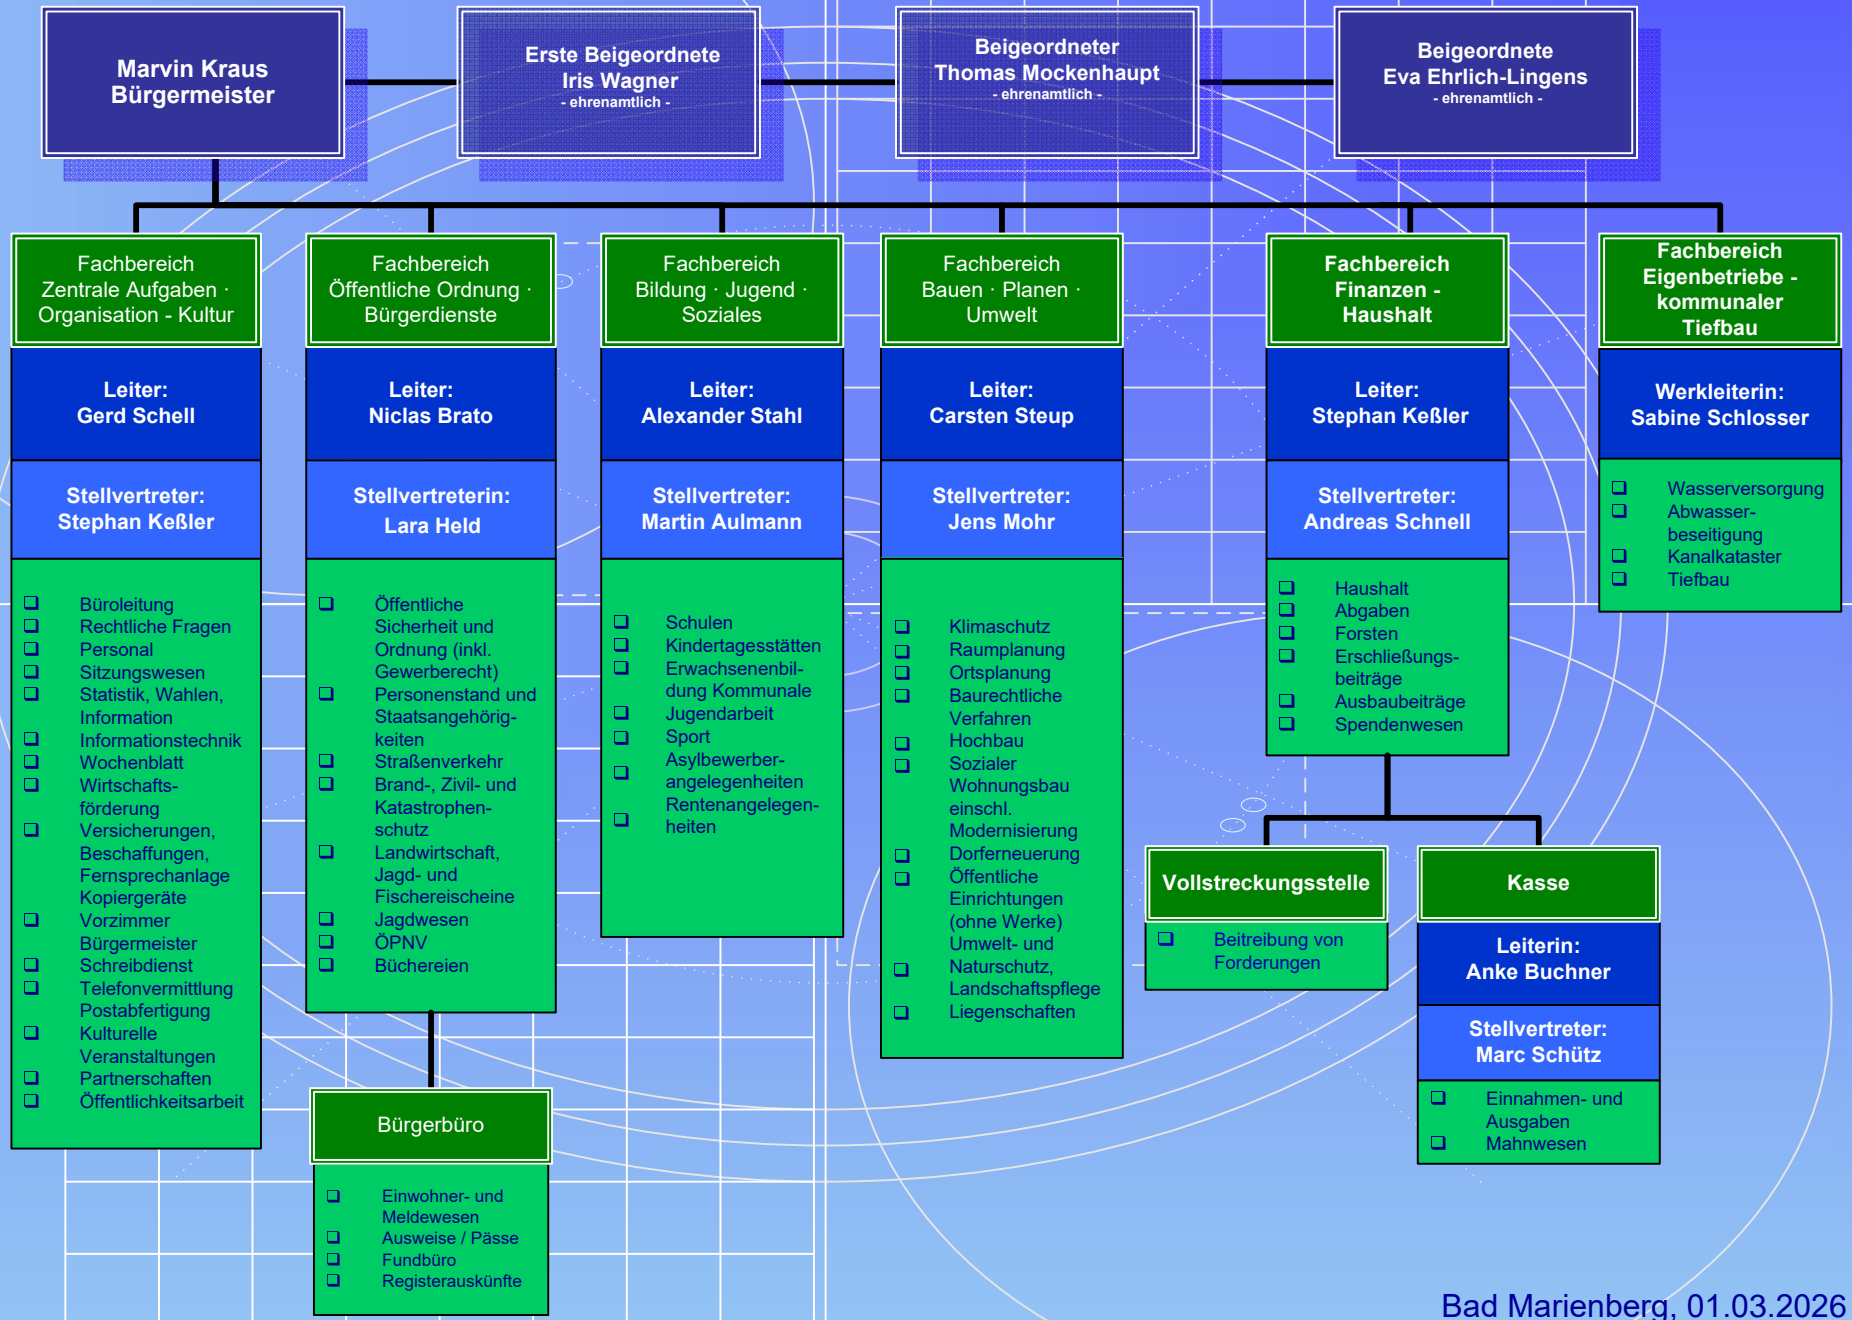 Marvin Kraus
Bürgermeister
Erste Beigeordnete
Iris Wagner
- ehrenamtlich -
Beigeordneter
Thomas Mockenhaupt
- ehrenamtlich -
Beigeordnete
Eva Ehrlich-Lingens
- ehrenamtlich -
Fachbereich
Zentrale Aufgaben ·
Organisation - Kultur
Leiter:
Gerd Schell
Stellvertreter:
Stephan Keßler
Büroleitung
Rechtliche Fragen
Personal
Sitzungswesen
Statistik, Wahlen,
Information
Informationstechnik
Wochenblatt
Wirtschafts-
förderung
Versicherungen,
Beschaffungen,
Fernsprechanlage
Kopiergeräte
Vorzimmer
Bürgermeister
Schreibdienst
Telefonvermittlung
Postabfertigung
Kulturelle
Veranstaltungen
Partnerschaften
Öffentlichkeitsarbeit
Fachbereich
Öffentliche Ordnung ·
Bürgerdienste
Leiter:
Niclas Brato
Stellvertreterin:
Lara Held
Öffentliche
Sicherheit und
Ordnung (inkl.
Gewerberecht)
Personenstand und
Staatsangehörig-
keiten
Straßenverkehr
Brand-, Zivil- und
Katastrophen-
schutz
Landwirtschaft,
Jagd- und
Fischereischeine
Jagdwesen
ÖPNV
Büchereien
Bürgerbüro
Einwohner- und
Meldewesen
Ausweise / Pässe
Fundbüro
Registerauskünfte
Fachbereich
Bildung · Jugend ·
Soziales
Leiter:
Alexander Stahl
Stellvertreter:
Martin Aulmann
Schulen
Kindertagesstätten
Erwachsenenbil-
dung Kommunale
Jugendarbeit
Sport
Asylbewerber-
angelegenheiten
Rentenangelegen-
heiten
Fachbereich
Bauen · Planen ·
Umwelt
Leiter:
Carsten Steup
Stellvertreter:
Jens Mohr
Klimaschutz
Raumplanung
Ortsplanung
Baurechtliche
Verfahren
Hochbau
Sozialer
Wohnungsbau
einschl.
Modernisierung
Dorferneuerung
Öffentliche
Einrichtungen
(ohne Werke)
Umwelt- und
Naturschutz,
Landschaftspflege
Liegenschaften
Fachbereich
Finanzen -
Haushalt
Leiter:
Stephan Keßler
Stellvertreter:
Andreas Schnell
Haushalt
Abgaben
Forsten
Erschließungs-
beiträge
Ausbaubeiträge
Spendenwesen
Vollstreckungsstelle
Beitreibung von
Forderungen
Kasse
Leiterin:
Anke Buchner
Stellvertreter:
Marc Schütz
Einnahmen- und
Ausgaben
Mahnwesen
Fachbereich
Eigenbetriebe -
kommunaler
Tiefbau
Werkleiterin:
Sabine Schlosser
Wasserversorgung
Abwasser-
beseitigung
Kanalkataster
Tiefbau
Bad Marienberg, 01.03.2026